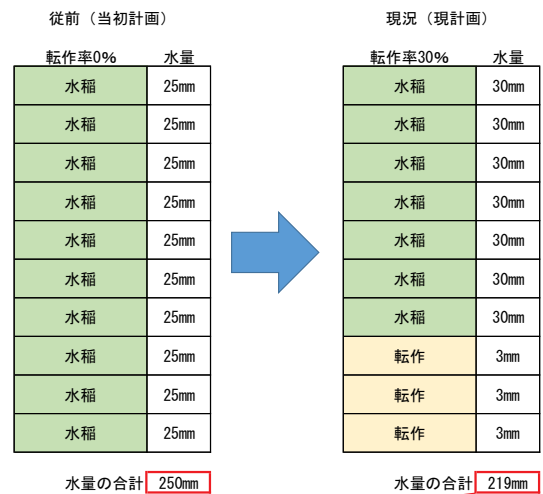 従前（当初計画）
転作率0% 水量
水稲 25mm
水稲 25mm
水稲 25mm
水稲 25mm
水稲 25mm
水稲 25mm
水稲 25mm
水稲 25mm
水稲 25mm
水稲 25mm
水量の合計 250mm
現況（現計画）
転作率30% 水量
水稲 30mm
水稲 30mm
水稲 30mm
水稲 30mm
水稲 30mm
水稲 30mm
水稲 30mm
転作 3mm
転作 3mm
転作 3mm
水量の合計 219mm